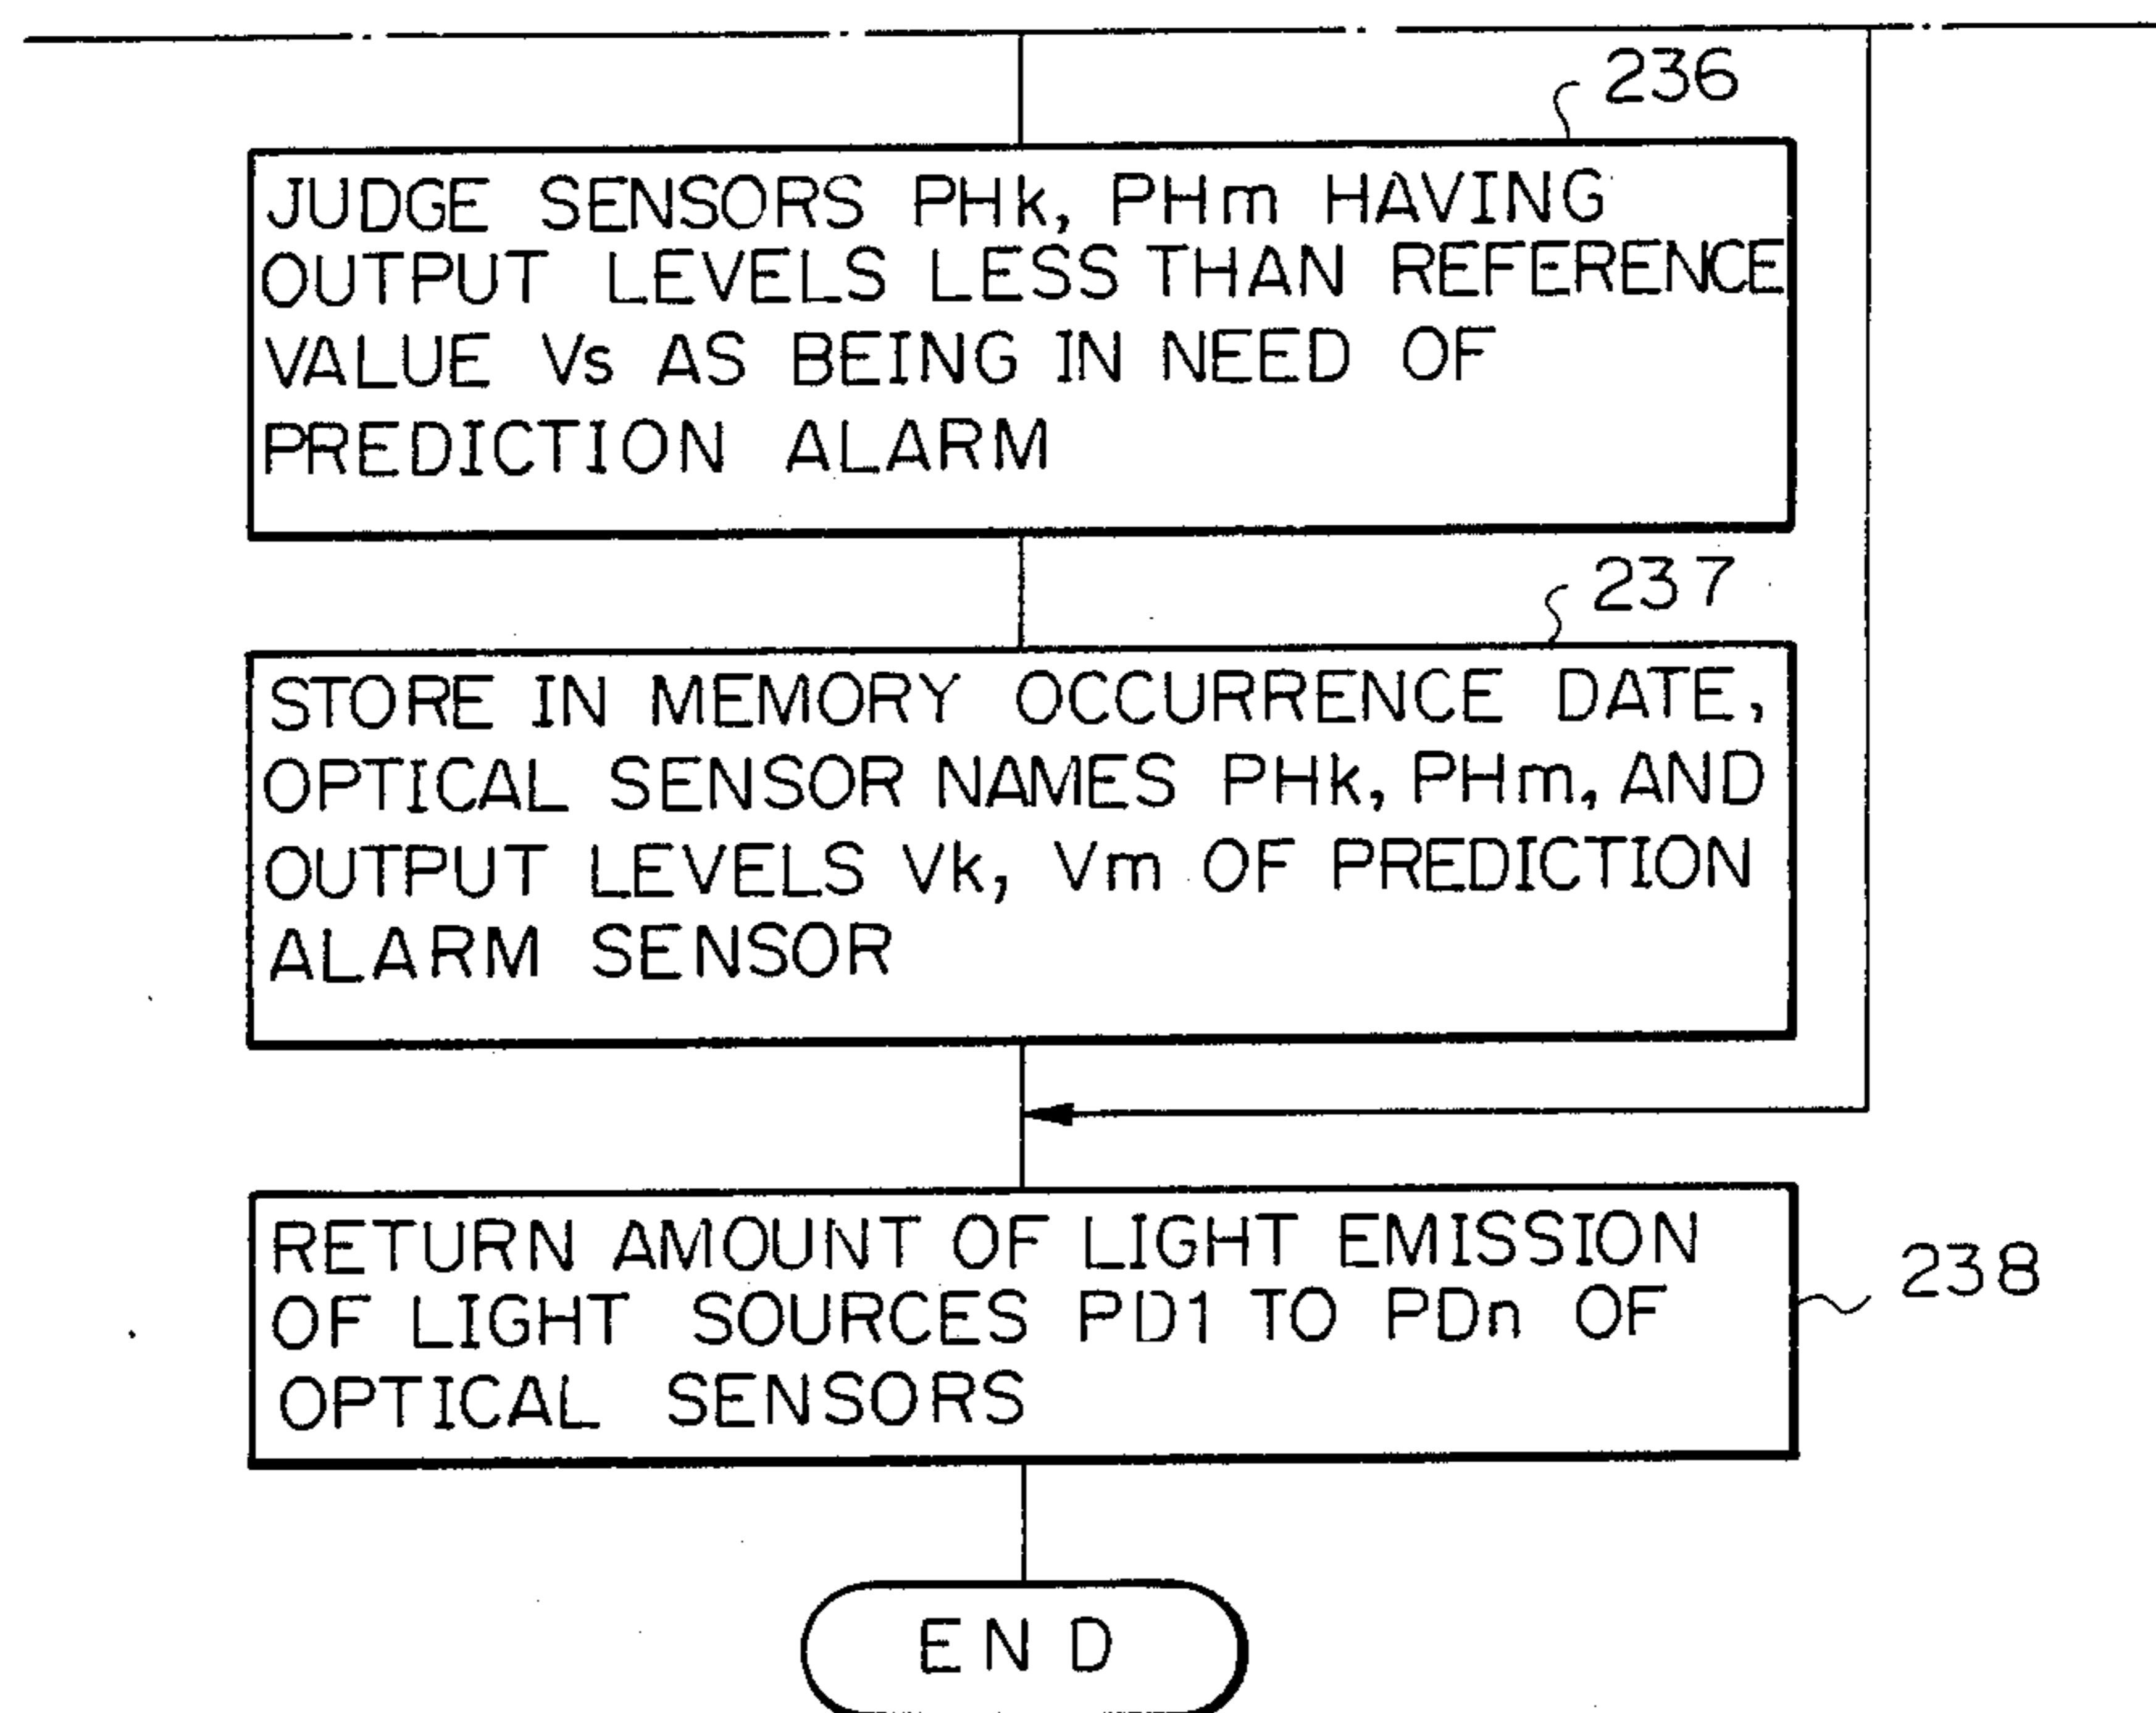 236
JUDGE SENSORS PHk, PHm HAVING
OUTPUT LEVELS LESS THAN REFERENCE
VALUE Vs AS BEING IN NEED OF
PREDICTION ALARM
237
STORE IN MEMORY OCCURRENCE DATE,
OPTICAL SENSOR NAMES PHk, PHm, AND
OUTPUT LEVELS Vk, Vm OF PREDICTION
ALARM SENSOR
RETURN AMOUNT OF LIGHT EMISSION
OF LIGHT SOURCES PD1 TO PDn OF
OPTICAL SENSORS
238
END